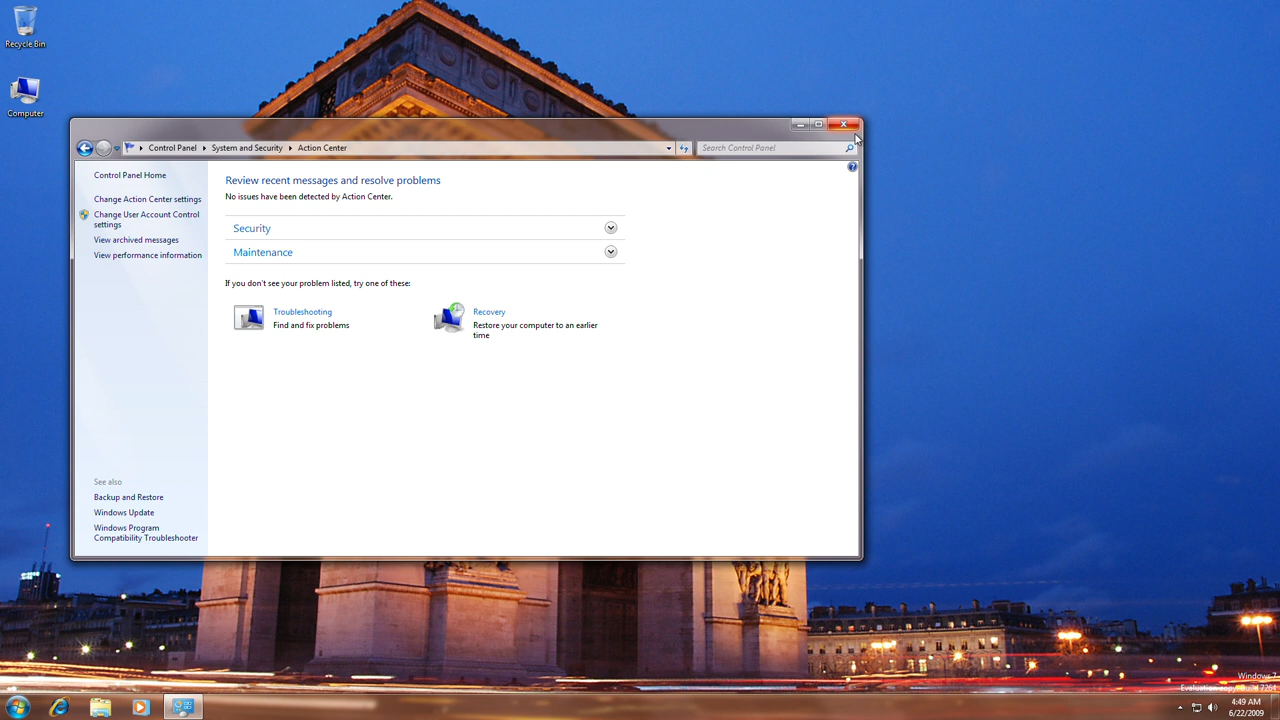 Recycle Bin
Computer
Control Panel
System and Security
Action Center
Search Control Panel
Control Panel Home
Change Action Center settings
Change User Account Control
settings
View archived messages
View performance information
See also
Backup and Restore
Windows Update
Windows Program
Compatibility Troubleshooter
Review recent messages and resolve problems
No issues have been detected by Action Center.
Security
Maintenance
If you don't see your problem listed, try one of these:
Troubleshooting
Find and fix problems
Recovery
Restore your computer to an earlier
time
Windows 7
Evaluation copy. Build 7264
4:49 AM
6/22/2009